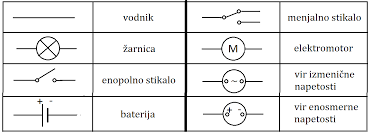 vodnik
menjalno stikalo
žarnica
M
elektromotor
enopolno stikalo
~
vir izmenične
napetosti
+ -
baterija
+ -
vir enosmerne
napetosti